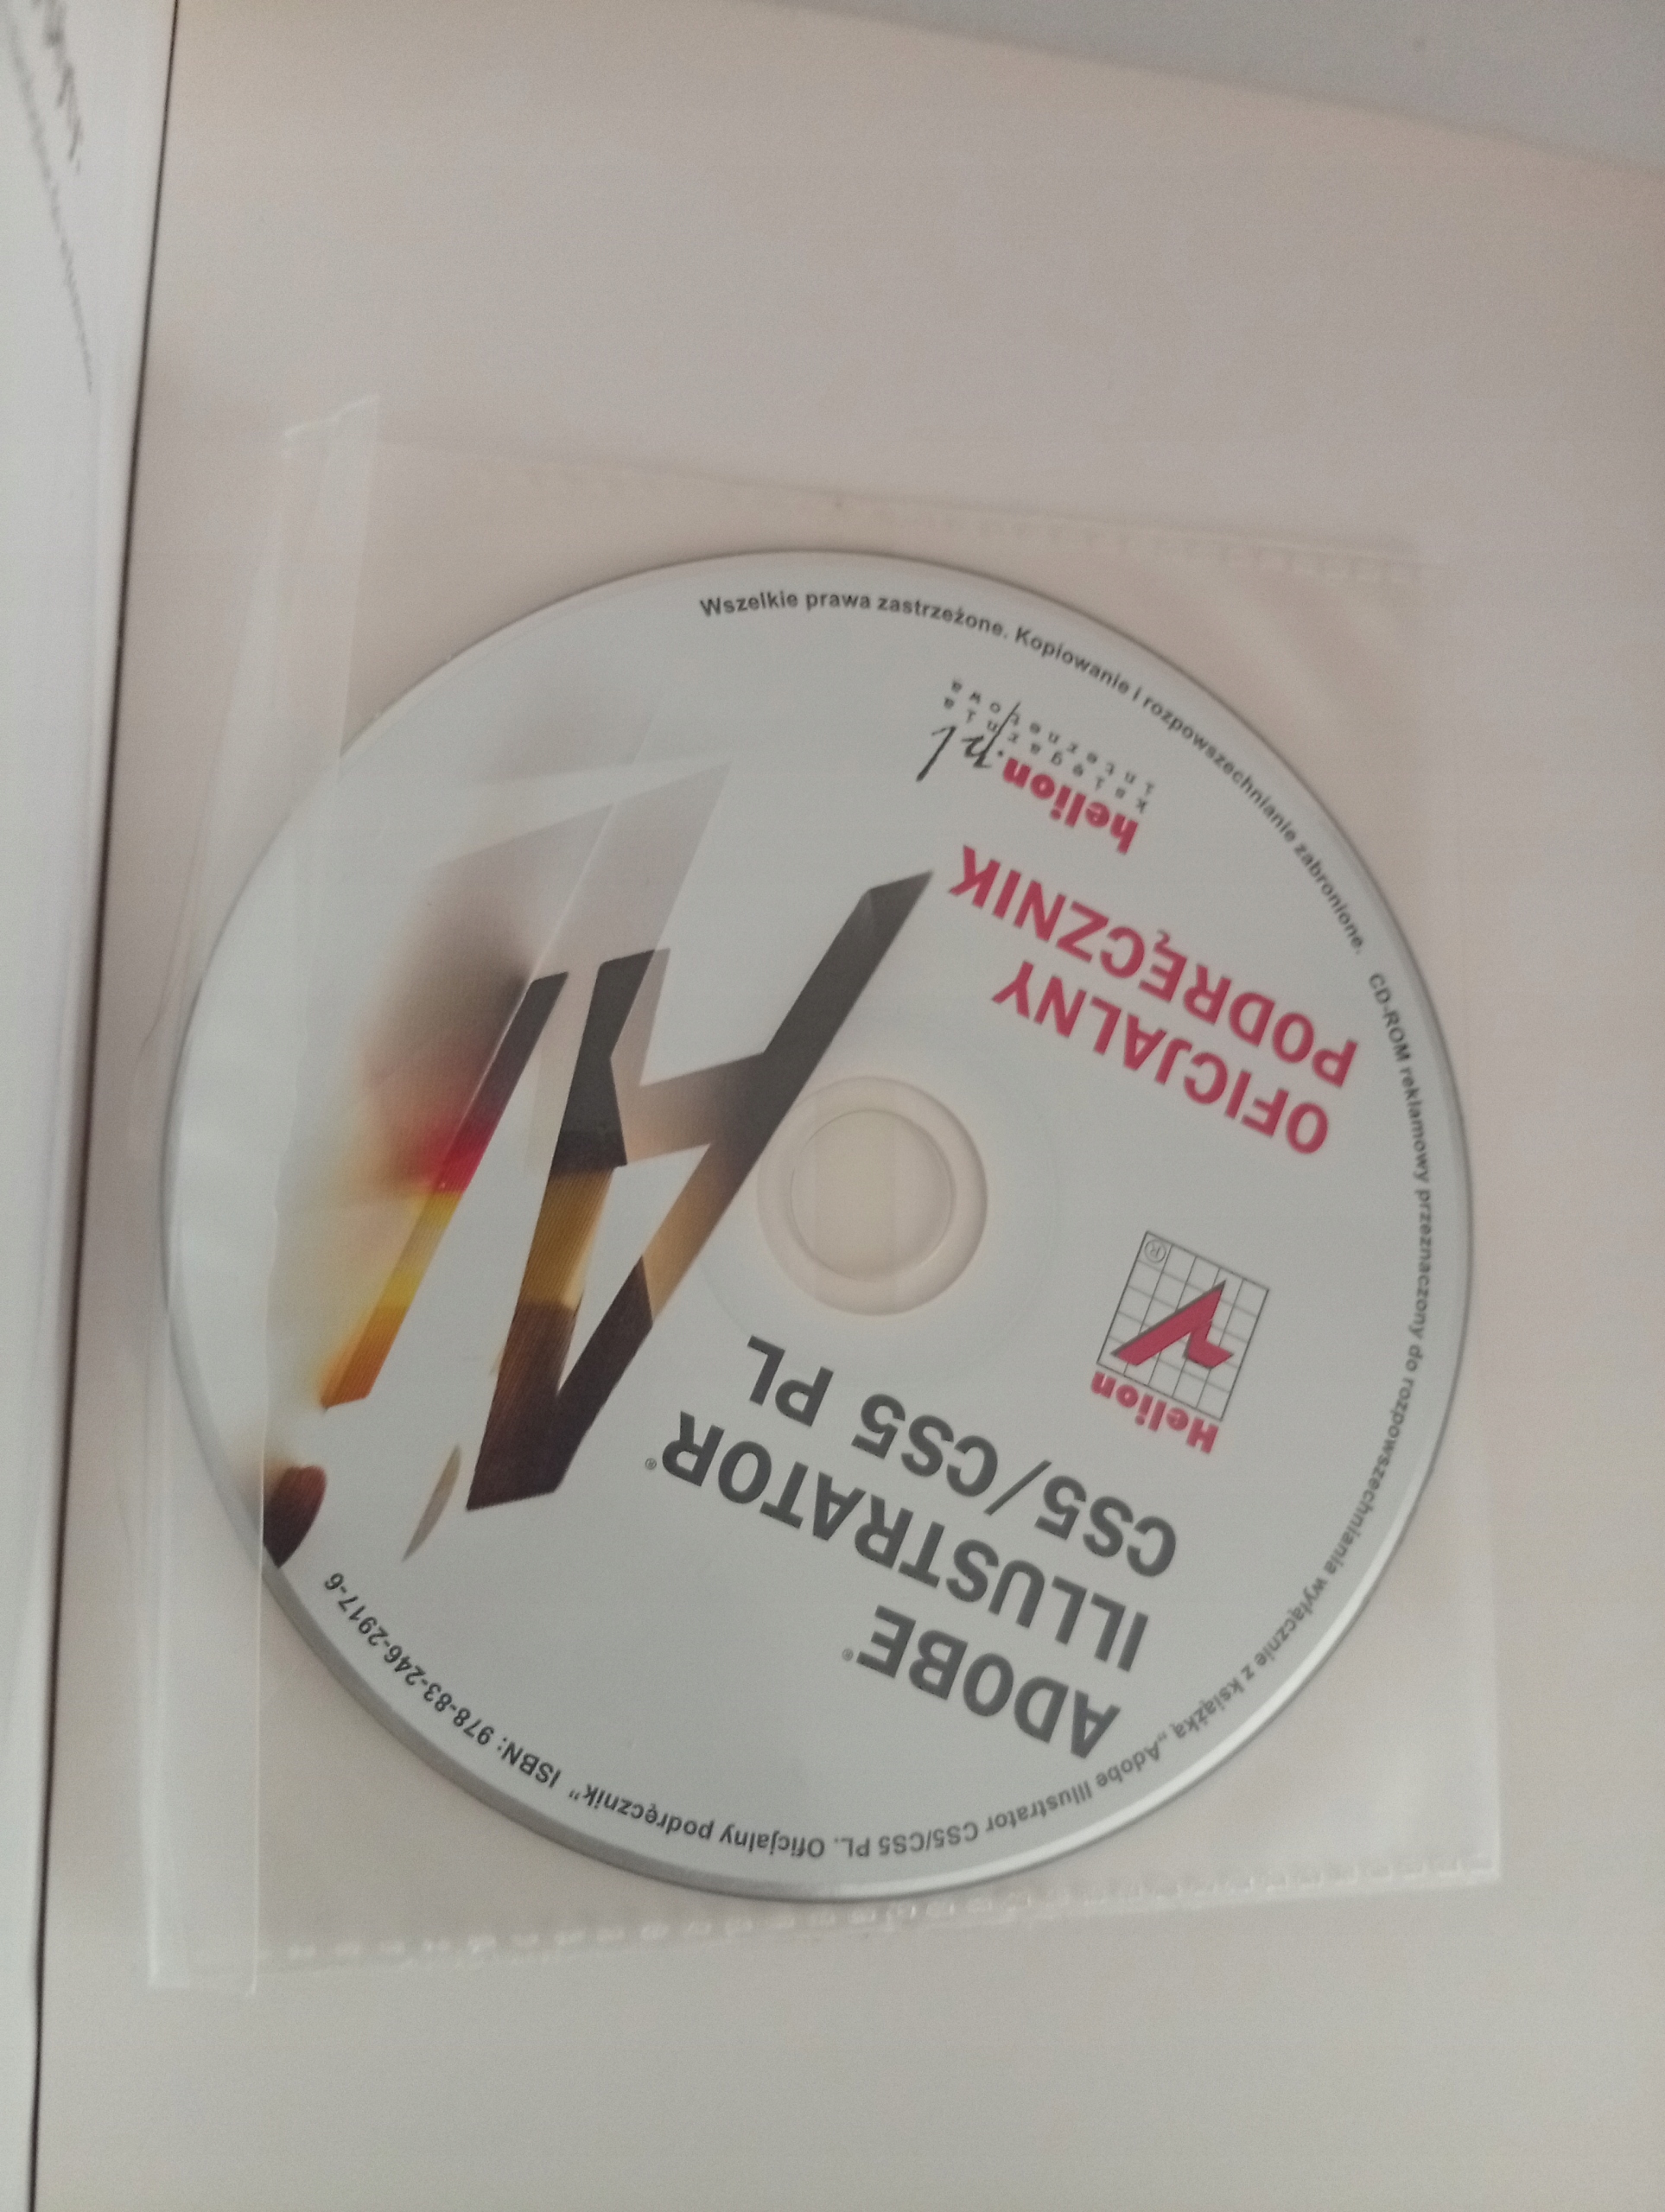 ADOBE®
ILLUSTRATOR®
CS5/CS5 PL
Helion
®
OFICJALNY
PODRĘCZNIK
helion.pl
księgarnia
internetowa
Wszelkie prawa zastrzeżone. Kopiowanie i rozpowszechnianie zabronione.
CD-ROM reklamowy przeznaczony do rozpowszechniania wyłącznie z książką „Adobe Illustrator CS5/CS5 PL. Oficjalny podręcznik” ISBN: 978-83-246-2917-6